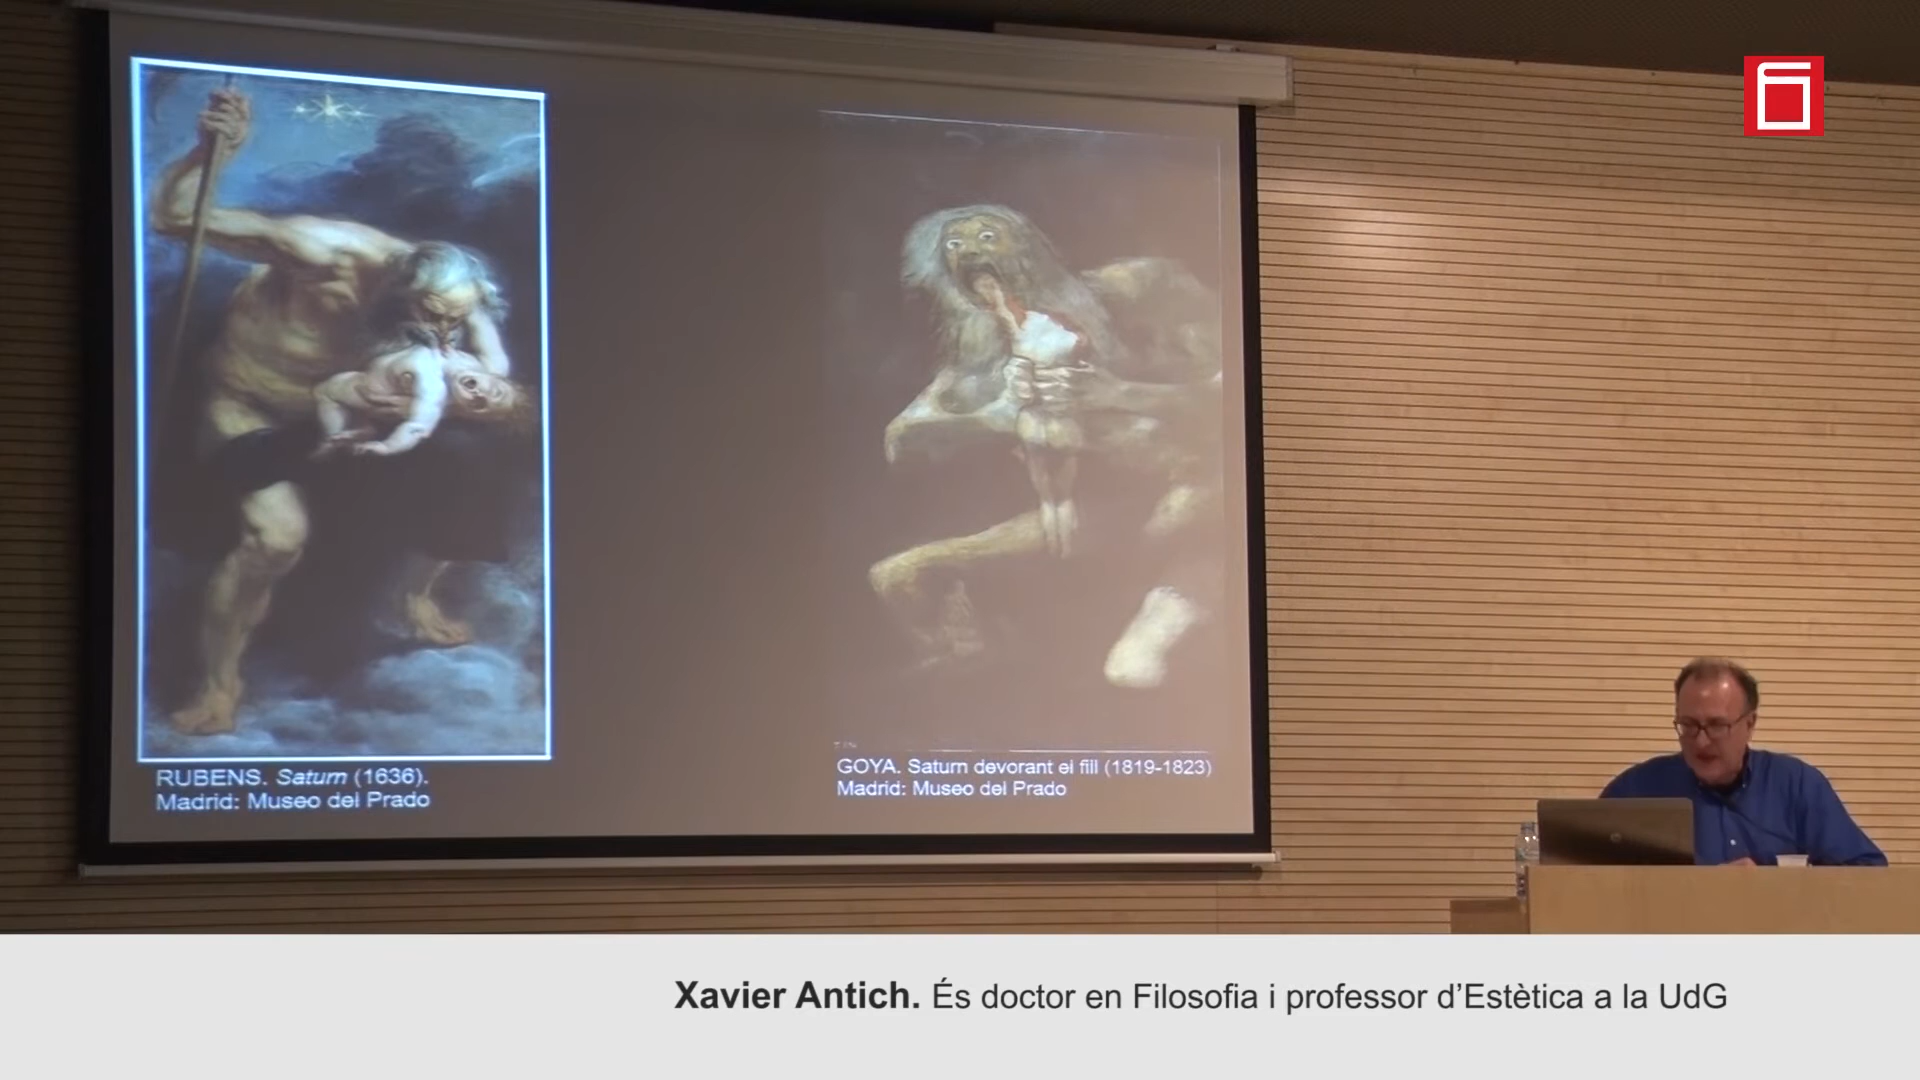 RUBENS. Saturn (1636).
Madrid: Museo del Prado
GOYA. Saturn devorant el fill (1819-1823)
Madrid: Museo del Prado
Xavier Antich. És doctor en Filosofia i professor d’Estètica a la UdG